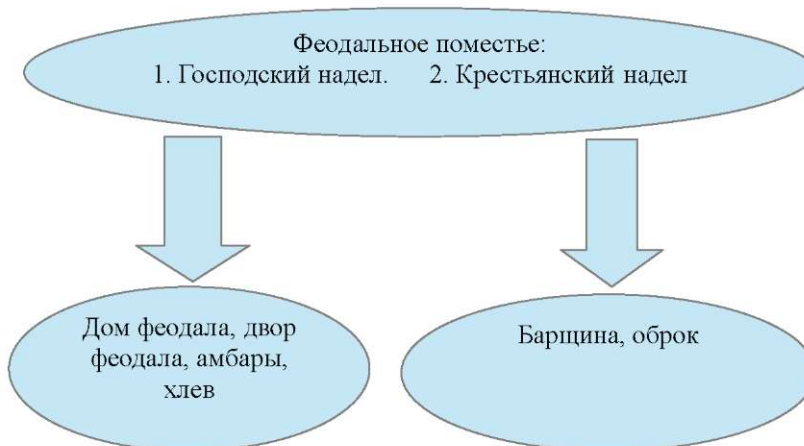 Феодальное поместье:
1. Господский надел. 2. Крестьянский надел
Дом феодала, двор
феодала, амбары,
хлев
Барщина, оброк